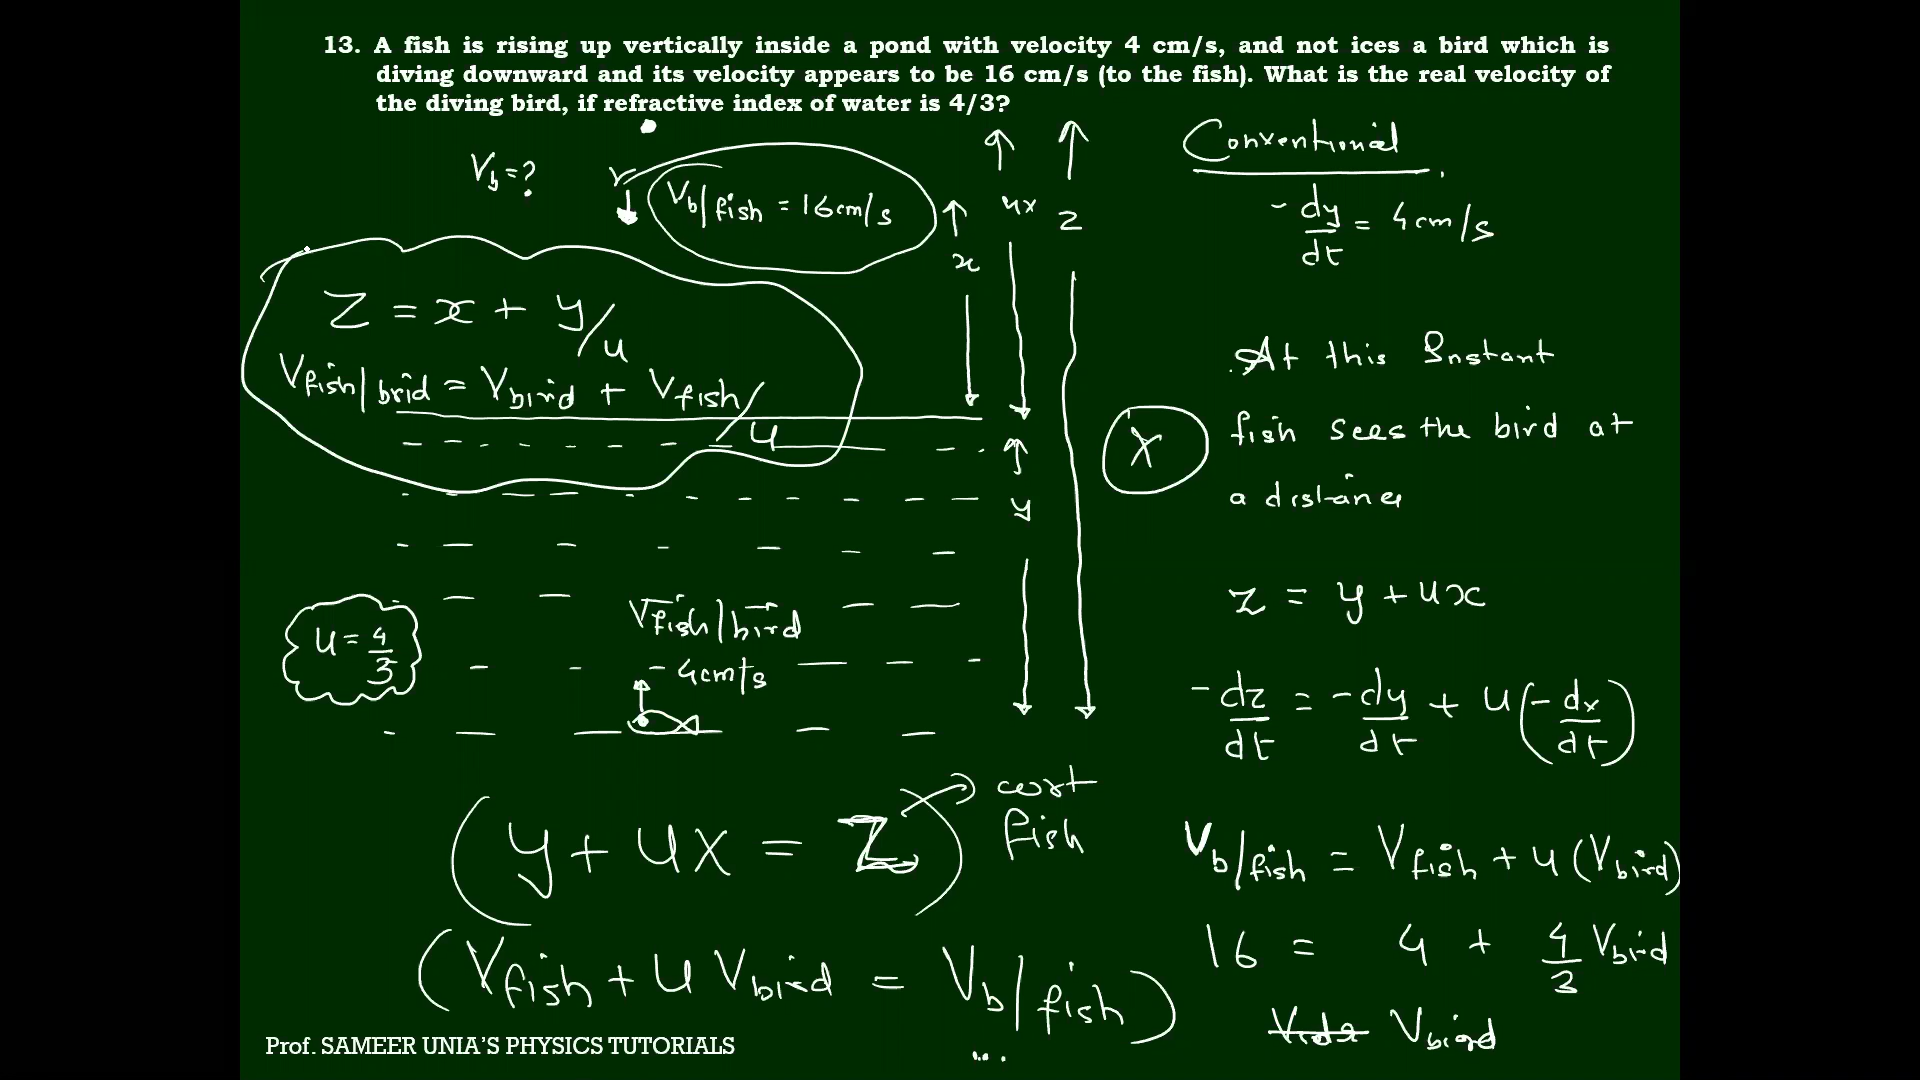 13. A fish is rising up vertically inside a pond with velocity 4 cm/s, and not ices a bird which is
diving downward and its velocity appears to be 16 cm/s (to the fish). What is the real velocity of
the diving bird, if refractive index of water is 4/3?
Vb = ?
Vb/fish = 16cm/s
Z = x + y/u
Vfish/brid = Vbird + Vfish/u
u = 4/3
Vfish/bird
4cm/s
x
ux
Z
y
(y + ux = Z) wrt
fish
(Vfish + u Vbird = Vb/fish)
Conventional
- dy/dt = 4cm/s
At this Instant
X
fish sees the bird at
a distance
z = y + ux
- dz/dt = - dy/dt + u(- dx/dt)
Vb/fish = Vfish + u (Vbird)
16 = 4 + 4/3 Vbird
Vbird
Prof. SAMEER UNIA'S PHYSICS TUTORIALS